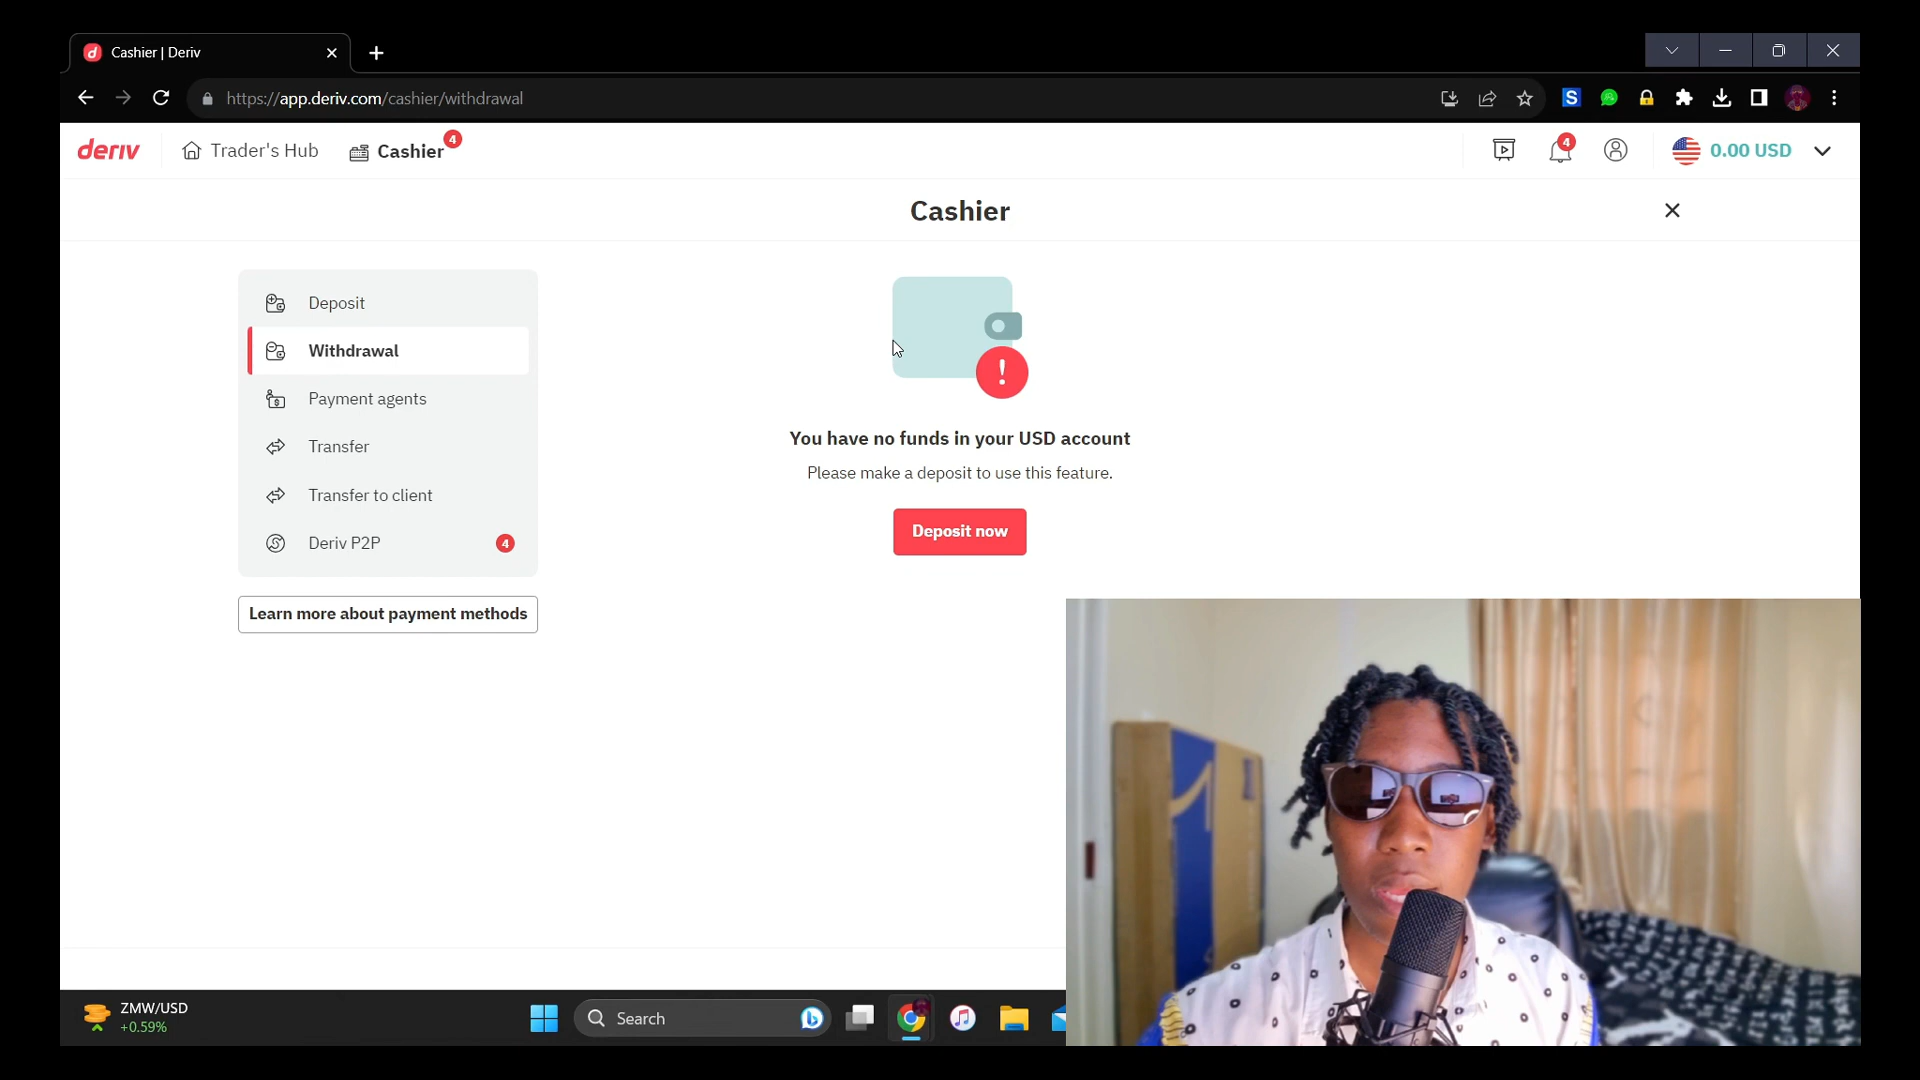 Cashier | Deriv
https://app.deriv.com/cashier/withdrawal
S
deriv
Trader's Hub
Cashier
4
4
0.00 USD
Cashier
Deposit
Withdrawal
Payment agents
Transfer
Transfer to client
Deriv P2P
4
Learn more about payment methods
!
You have no funds in your USD account
Please make a deposit to use this feature.
Deposit now
ZMW/USD
+0.59%
Search